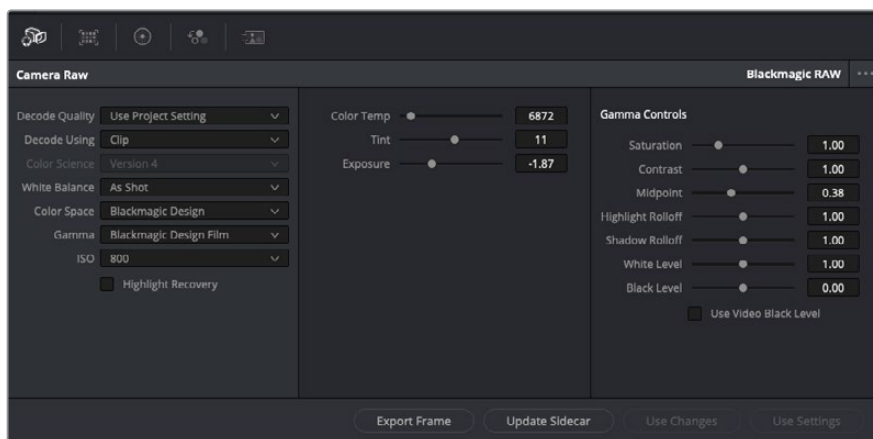 Camera Raw
Blackmagic RAW
Decode Quality Use Project Setting
Decode Using Clip
Color Science Version 4
White Balance As Shot
Color Space Blackmagic Design
Gamma Blackmagic Design Film
ISO 800
Highlight Recovery
Color Temp 6872
Tint 11
Exposure -1.87
Gamma Controls
Saturation 1.00
Contrast 1.00
Midpoint 0.38
Highlight Rolloff 1.00
Shadow Rolloff 1.00
White Level 1.00
Black Level 0.00
Use Video Black Level
Export Frame
Update Sidecar
Use Changes
Use Settings